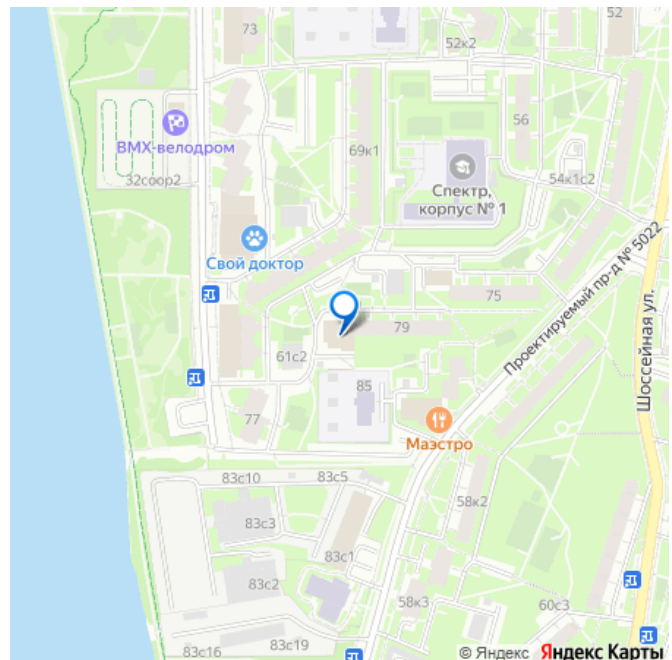 73
52к2
52
56
ВМХ-велодром
69к1
32соор2
Спектр,
корпус № 1
54к1с2
Свой доктор
Проектируемый пр-д № 5022
75
79
Шоссейная ул.
61с2
85
77
Маэстро
83с10
83с5
58к2
83с3
83с1
83с2
58к3
60с3
83с16
83с19
© Яндекс Яндекс Карты